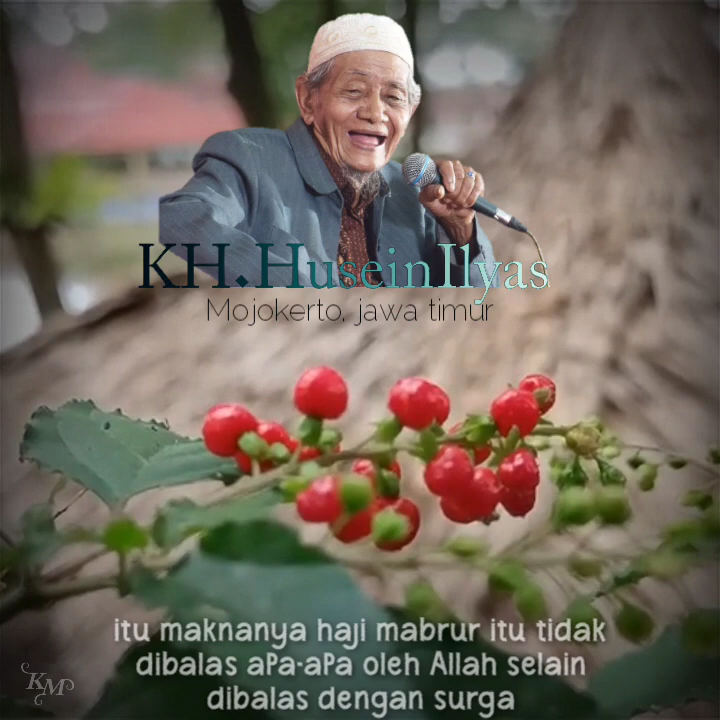 KH.HuseinIlyas
Mojokerto, jawa timur
itu maknanya haji mabrur itu tidak
dibalas aPa-aPa oleh Allah selain
dibalas dengan surga
KM